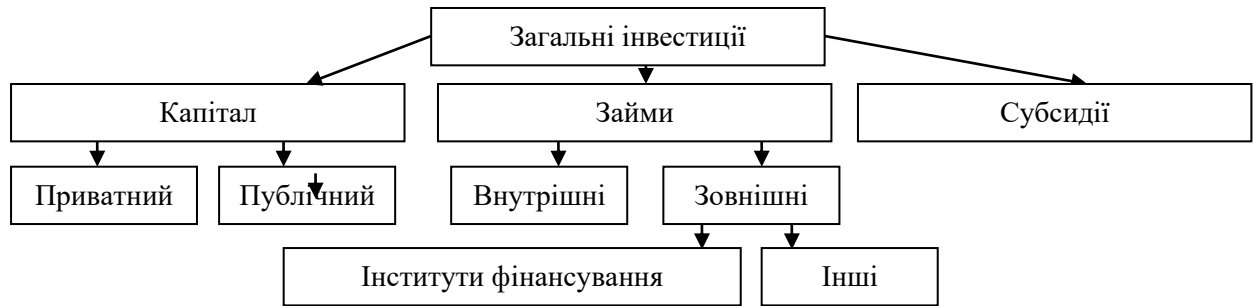 Загальні інвестиції
Капітал
Займи
Субсидії
Приватний
Публічний
Внутрішні
Зовнішні
Інститути фінансування
Інші